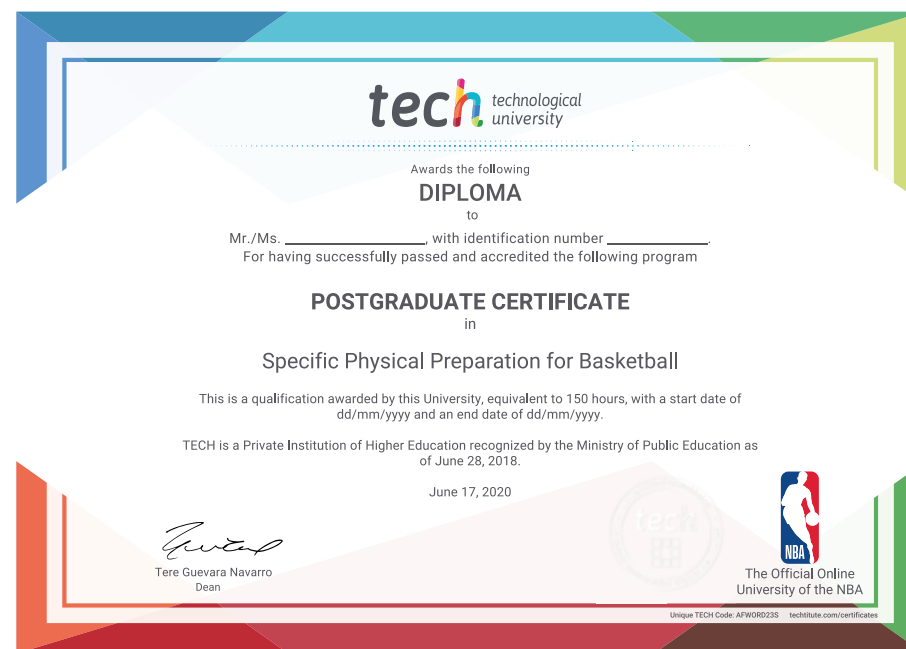 tech technological
university
Awards the following
DIPLOMA
to
Mr./Ms. ____________, with identification number ____________.
For having successfully passed and accredited the following program
POSTGRADUATE CERTIFICATE
in
Specific Physical Preparation for Basketball
This is a qualification awarded by this University, equivalent to 150 hours, with a start date of
dd/mm/yyyy and an end date of dd/mm/yyyy.
TECH is a Private Institution of Higher Education recognized by the Ministry of Public Education as
of June 28, 2018.
June 17, 2020
tech
Tere Guevara Navarro
Dean
NBA
The Official Online
University of the NBA
Unique TECH Code: AFWORD23S techtitute.com/certificates